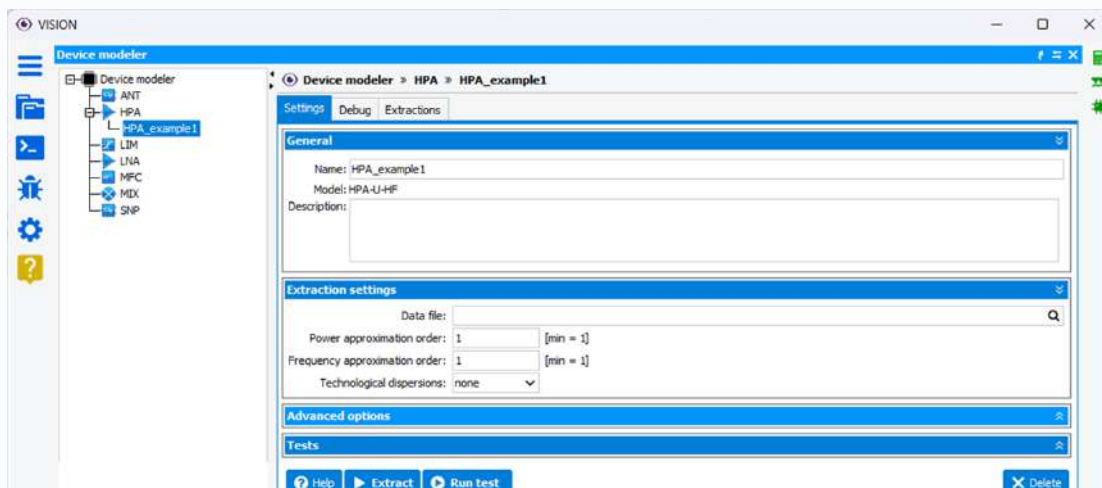 VISION
Device modeler
Device modeler
ANT
HPA
HPA_example1
LIM
LNA
MFC
MIX
SNP
Device modeler » HPA » HPA_example1
Settings Debug Extractions
General
Name: HPA_example1
Model: HPA-U-HF
Description:
Extraction settings
Data file:
Power approximation order: 1 [min = 1]
Frequency approximation order: 1 [min = 1]
Technological dispersions: none
Advanced options
Tests
Help Extract Run test Delete